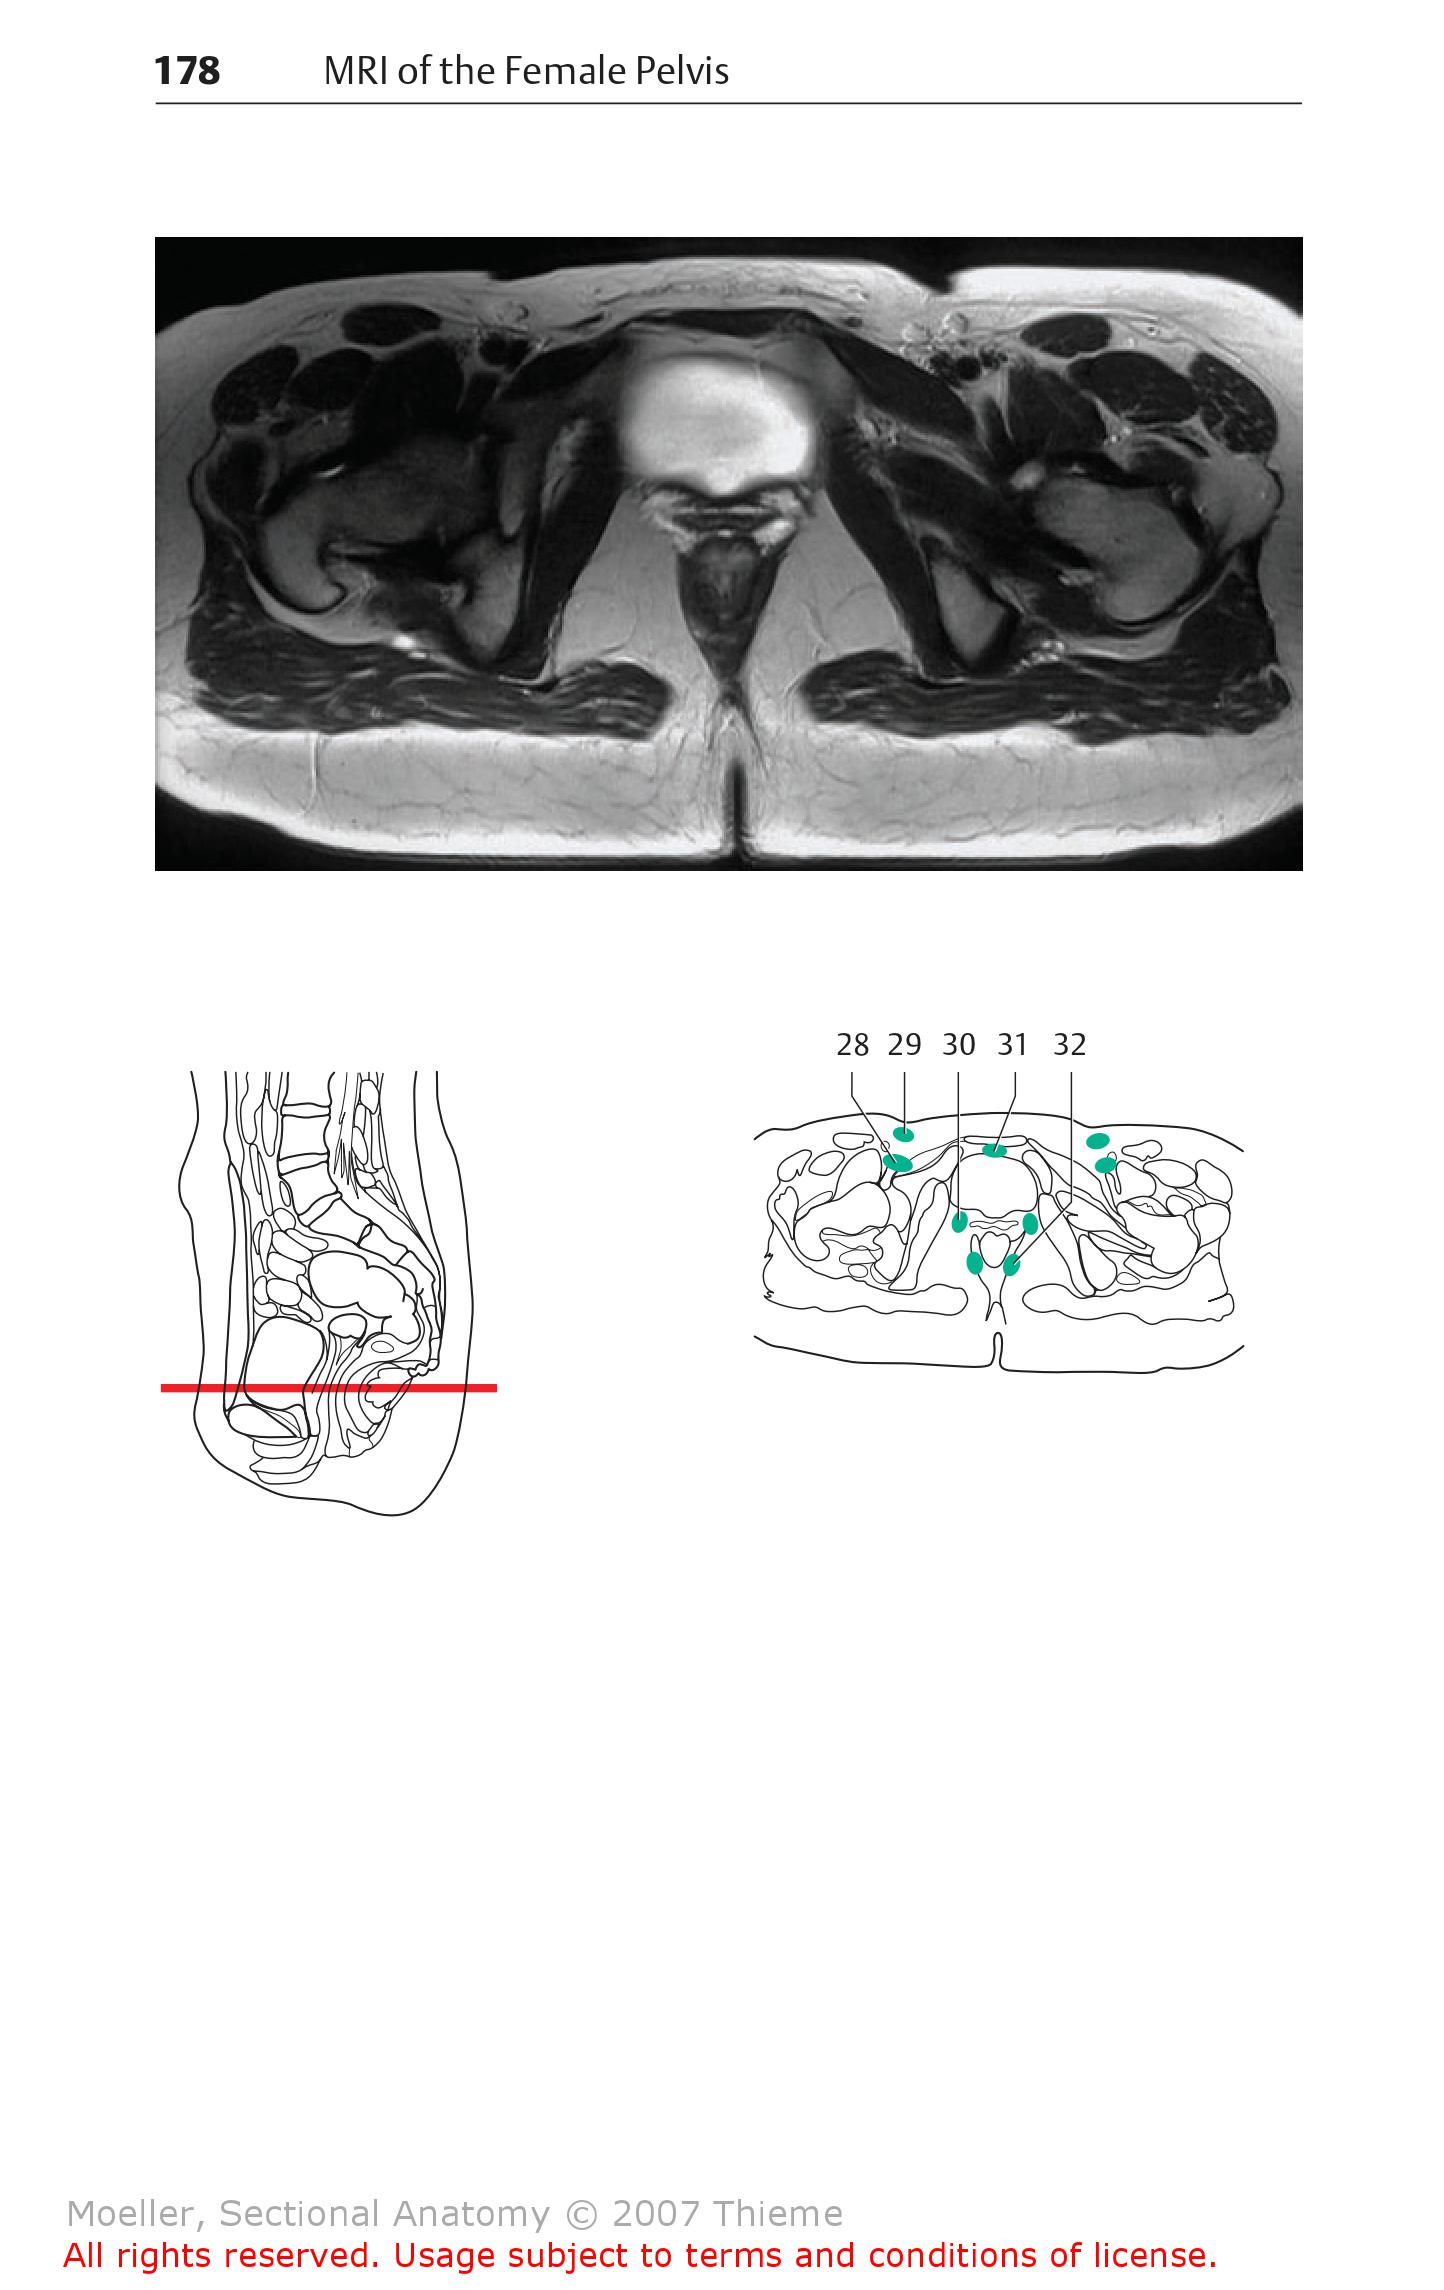 178 MRI of the Female Pelvis
28 29 30 31 32
Moeller, Sectional Anatomy © 2007 Thieme
All rights reserved. Usage subject to terms and conditions of license.